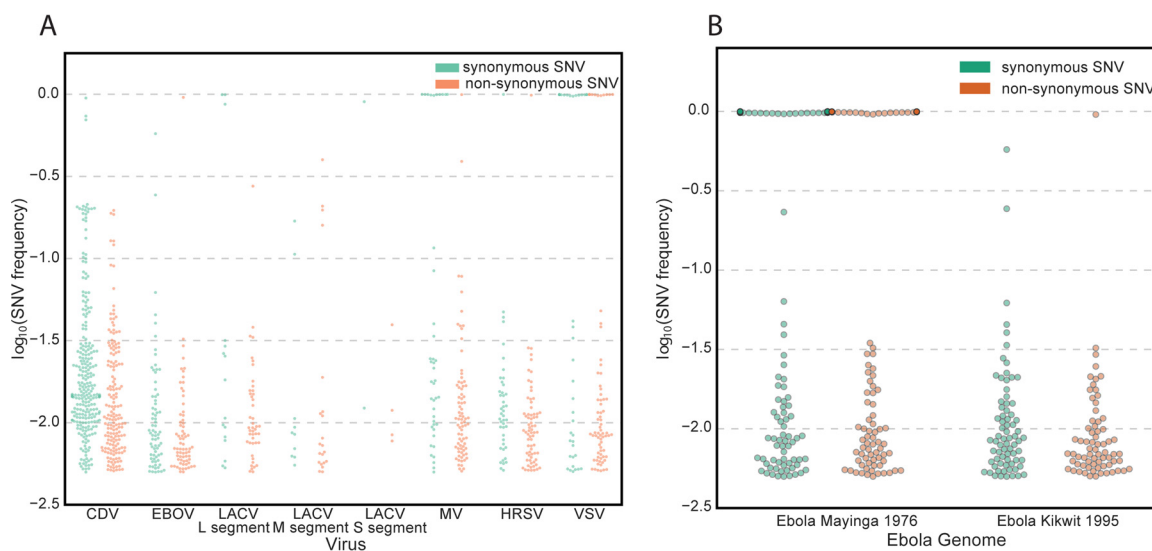 A
synonymous SNV
non-synonymous SNV
log10(SNV frequency)
0.0
−0.5
−1.0
−1.5
−2.0
−2.5
CDV EBOV LACV LACV LACV MV HRSV VSV
L segment M segment S segment
Virus
B
synonymous SNV
non-synonymous SNV
log10(SNV frequency)
0.0
−0.5
−1.0
−1.5
−2.0
−2.5
Ebola Mayinga 1976 Ebola Kikwit 1995
Ebola Genome